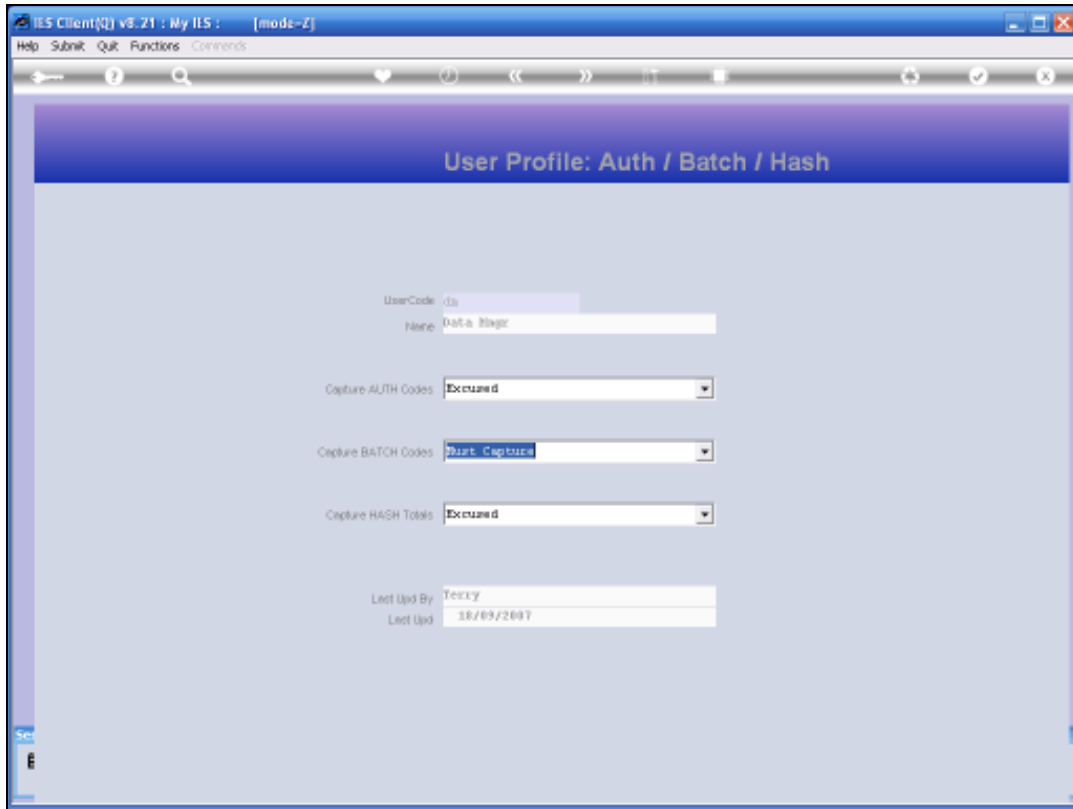 IES Client(Q) v8.21 : My IES : [mode-Z]
Help Submit Quit Functions Commands
User Profile: Auth / Batch / Hash
UserCode
Name Data Mngr
Capture AUTH Codes Excused
Capture BATCH Codes Must Capture
Capture HASH Totals Excused
Last Upd By Terry
Last Upd 18/09/2007